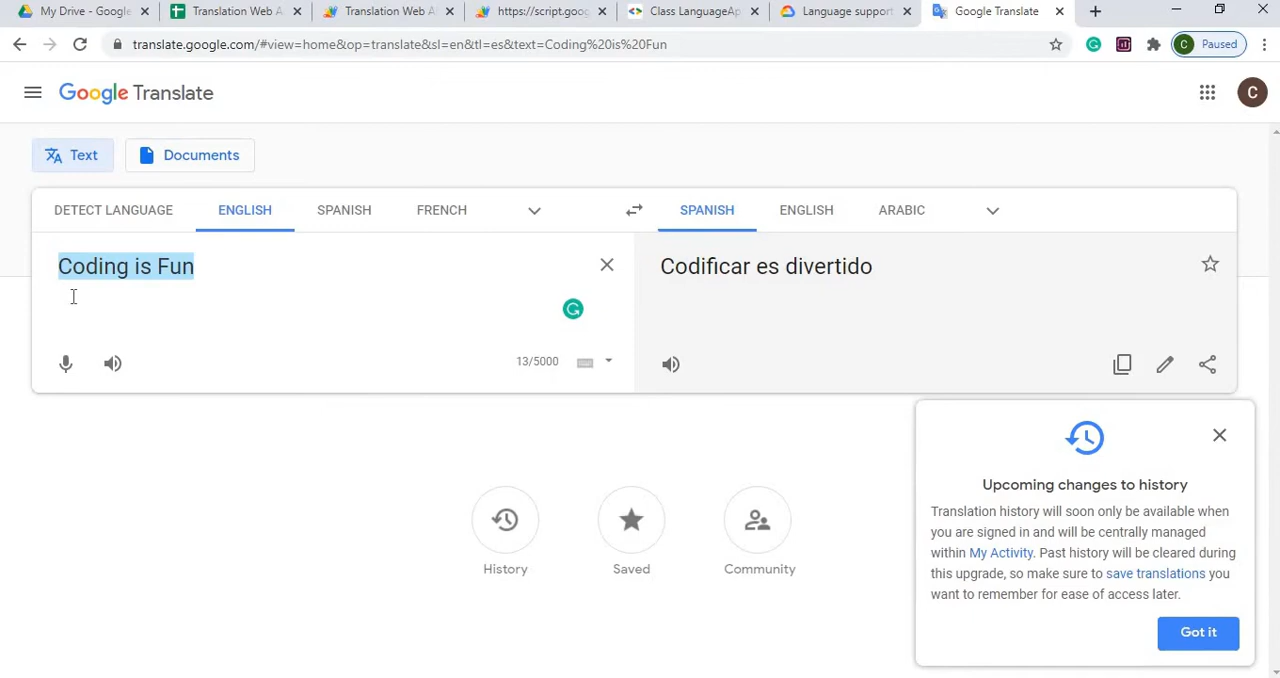 My Drive - Google
Translation Web A
Translation Web A
https://script.goog
Class LanguageAp
Language support
Google Translate
translate.google.com/#view=home&op=translate&sl=en&tl=es&text=Coding%20is%20Fun
C Paused
Google Translate
C
Text
Documents
DETECT LANGUAGE ENGLISH SPANISH FRENCH
SPANISH ENGLISH ARABIC
Coding is Fun
Codificar es divertido
13/5000
Upcoming changes to history
Translation history will soon only be available when
you are signed in and will be centrally managed
within My Activity. Past history will be cleared during
this upgrade, so make sure to save translations you
want to remember for ease of access later.
Got it
History
Saved
Community